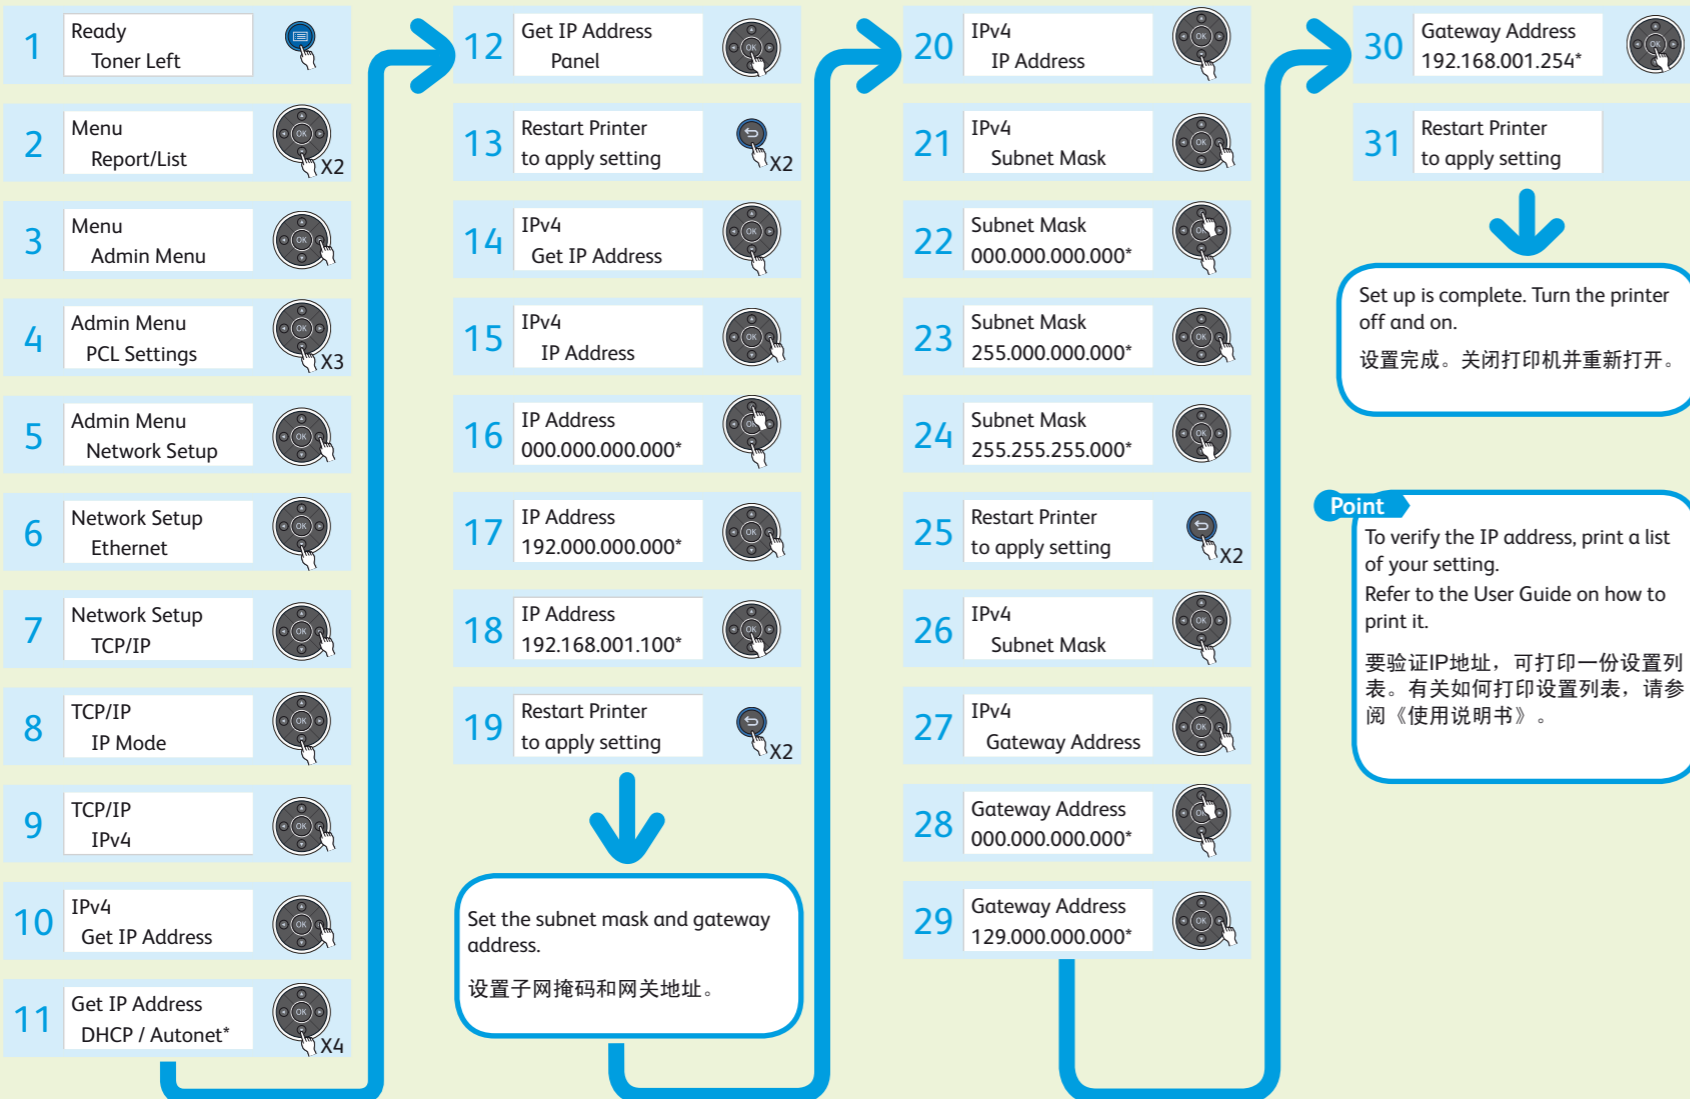 1
Ready
Toner Left
2
Menu
Report/List
X2
3
Menu
Admin Menu
4
Admin Menu
PCL Settings
X3
5
Admin Menu
Network Setup
6
Network Setup
Ethernet
7
Network Setup
TCP/IP
8
TCP/IP
IP Mode
9
TCP/IP
IPv4
10
IPv4
Get IP Address
11
Get IP Address
DHCP / Autonet*
X4
12
Get IP Address
Panel
13
Restart Printer
to apply setting
X2
14
IPv4
Get IP Address
15
IPv4
IP Address
16
IP Address
000.000.000.000*
17
IP Address
192.000.000.000*
18
IP Address
192.168.001.100*
19
Restart Printer
to apply setting
X2
Set the subnet mask and gateway
address.
设置子网掩码和网关地址。
20
IPv4
IP Address
21
IPv4
Subnet Mask
22
Subnet Mask
000.000.000.000*
23
Subnet Mask
255.000.000.000*
24
Subnet Mask
255.255.255.000*
25
Restart Printer
to apply setting
X2
26
IPv4
Subnet Mask
27
IPv4
Gateway Address
28
Gateway Address
000.000.000.000*
29
Gateway Address
129.000.000.000*
30
Gateway Address
192.168.001.254*
31
Restart Printer
to apply setting
Set up is complete. Turn the printer
off and on.
设置完成。关闭打印机并重新打开。
Point
To verify the IP address, print a list
of your setting.
Refer to the User Guide on how to
print it.
要验证IP地址，可打印一份设置列
表。有关如何打印设置列表，请参
阅《使用说明书》。